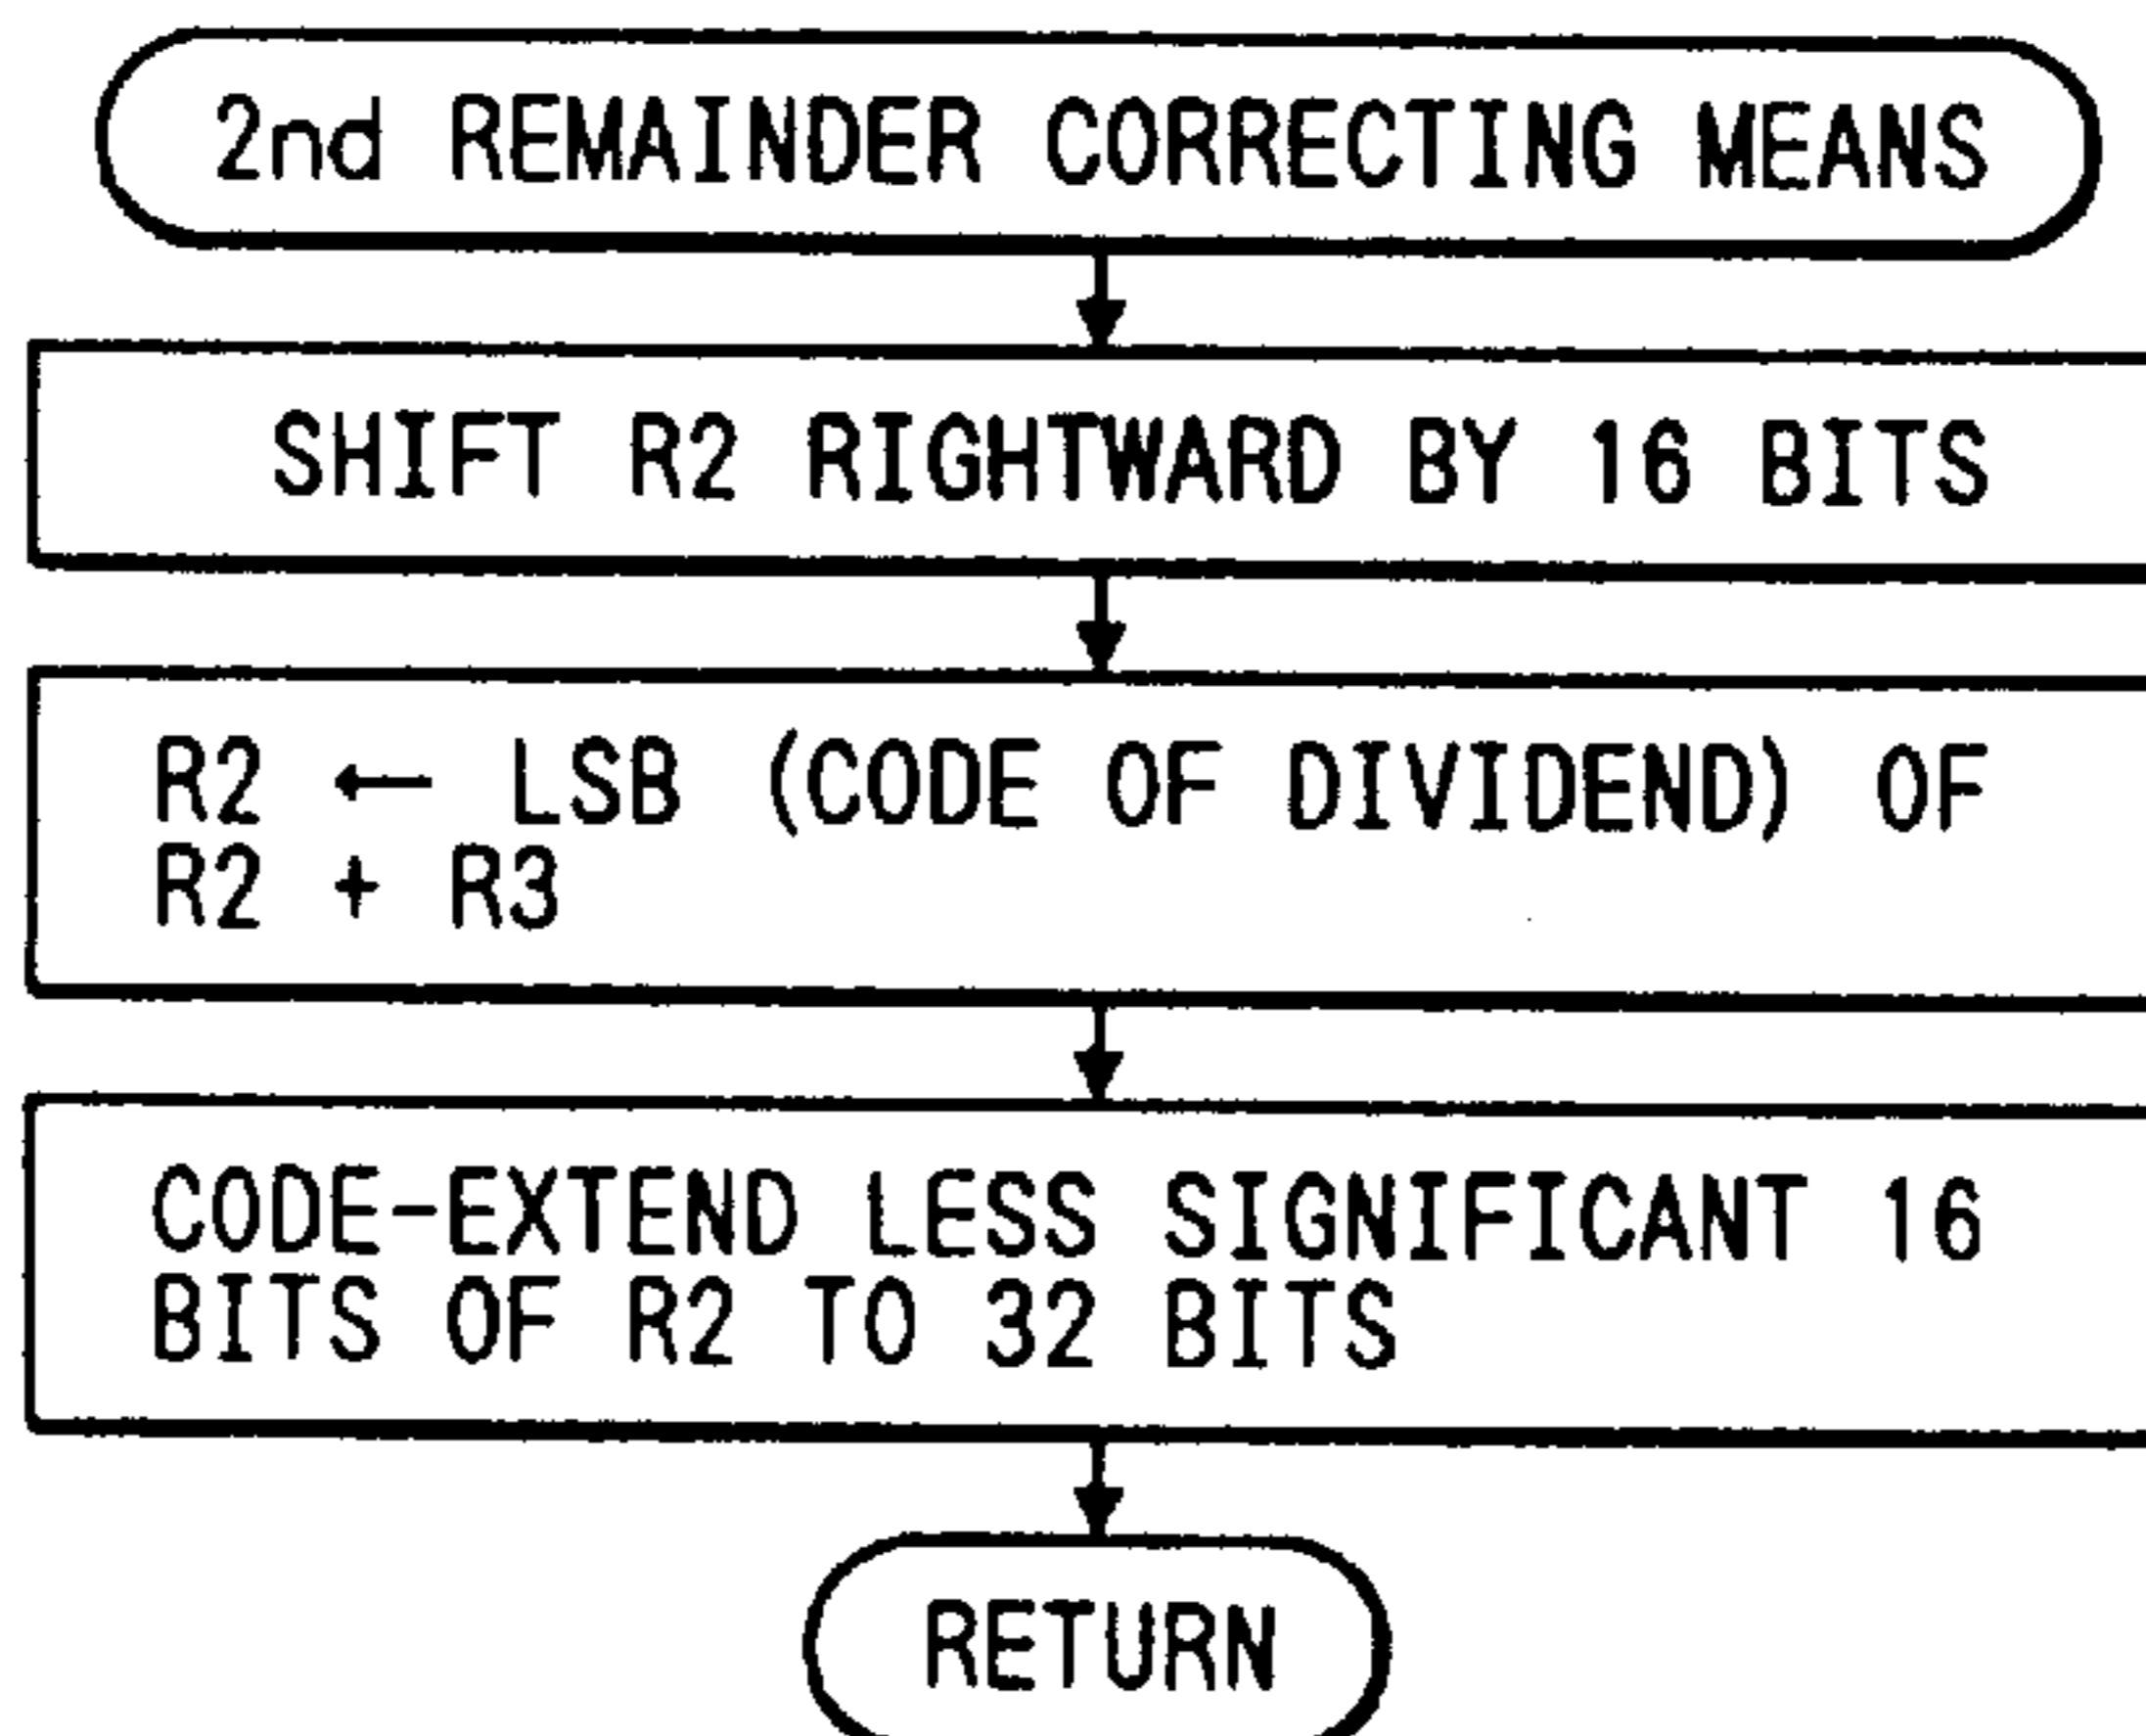 2nd REMAINDER CORRECTING MEANS
SHIFT R2 RIGHTWARD BY 16 BITS
R2 ← LSB (CODE OF DIVIDEND) OF
R2 + R3
CODE-EXTEND LESS SIGNIFICANT 16
BITS OF R2 TO 32 BITS
RETURN